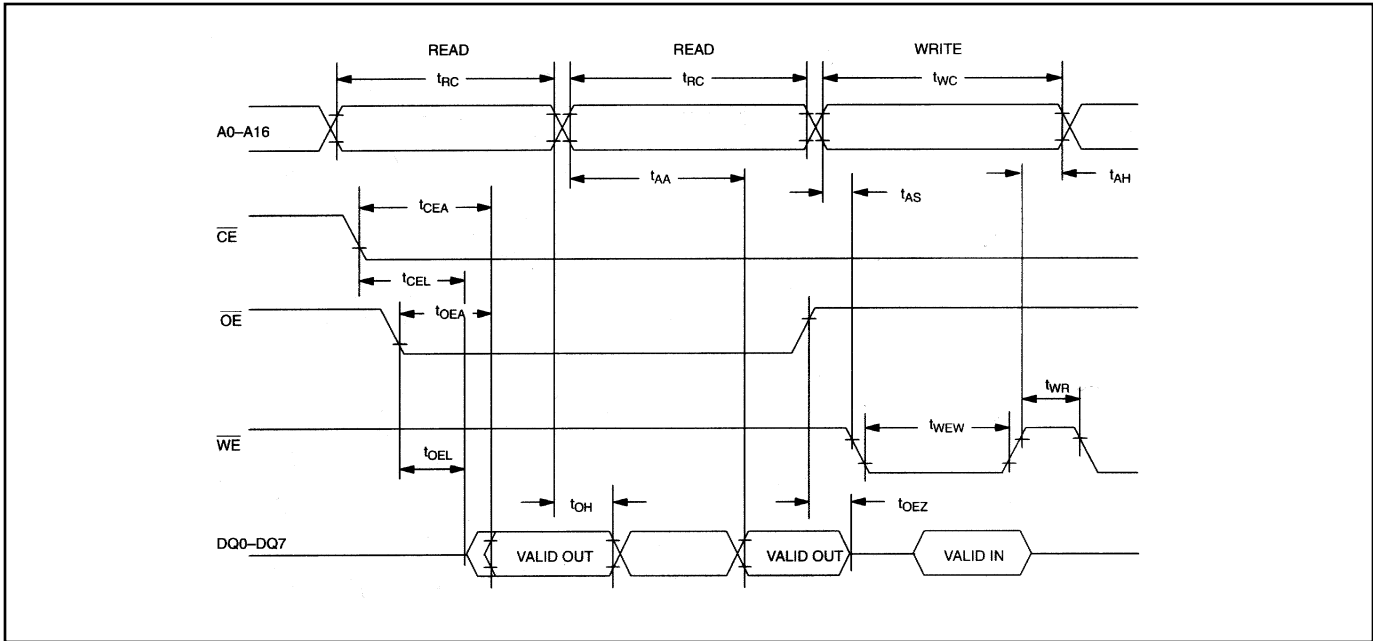 READ READ WRITE
tRC tRC tWC
A0–A16
tAA tAS tAH
tCEA
CE
tCEL
OE tOEA
tWR
WE tWEW
tOEL
tOH tOEZ
DQ0–DQ7 VALID OUT VALID OUT VALID IN